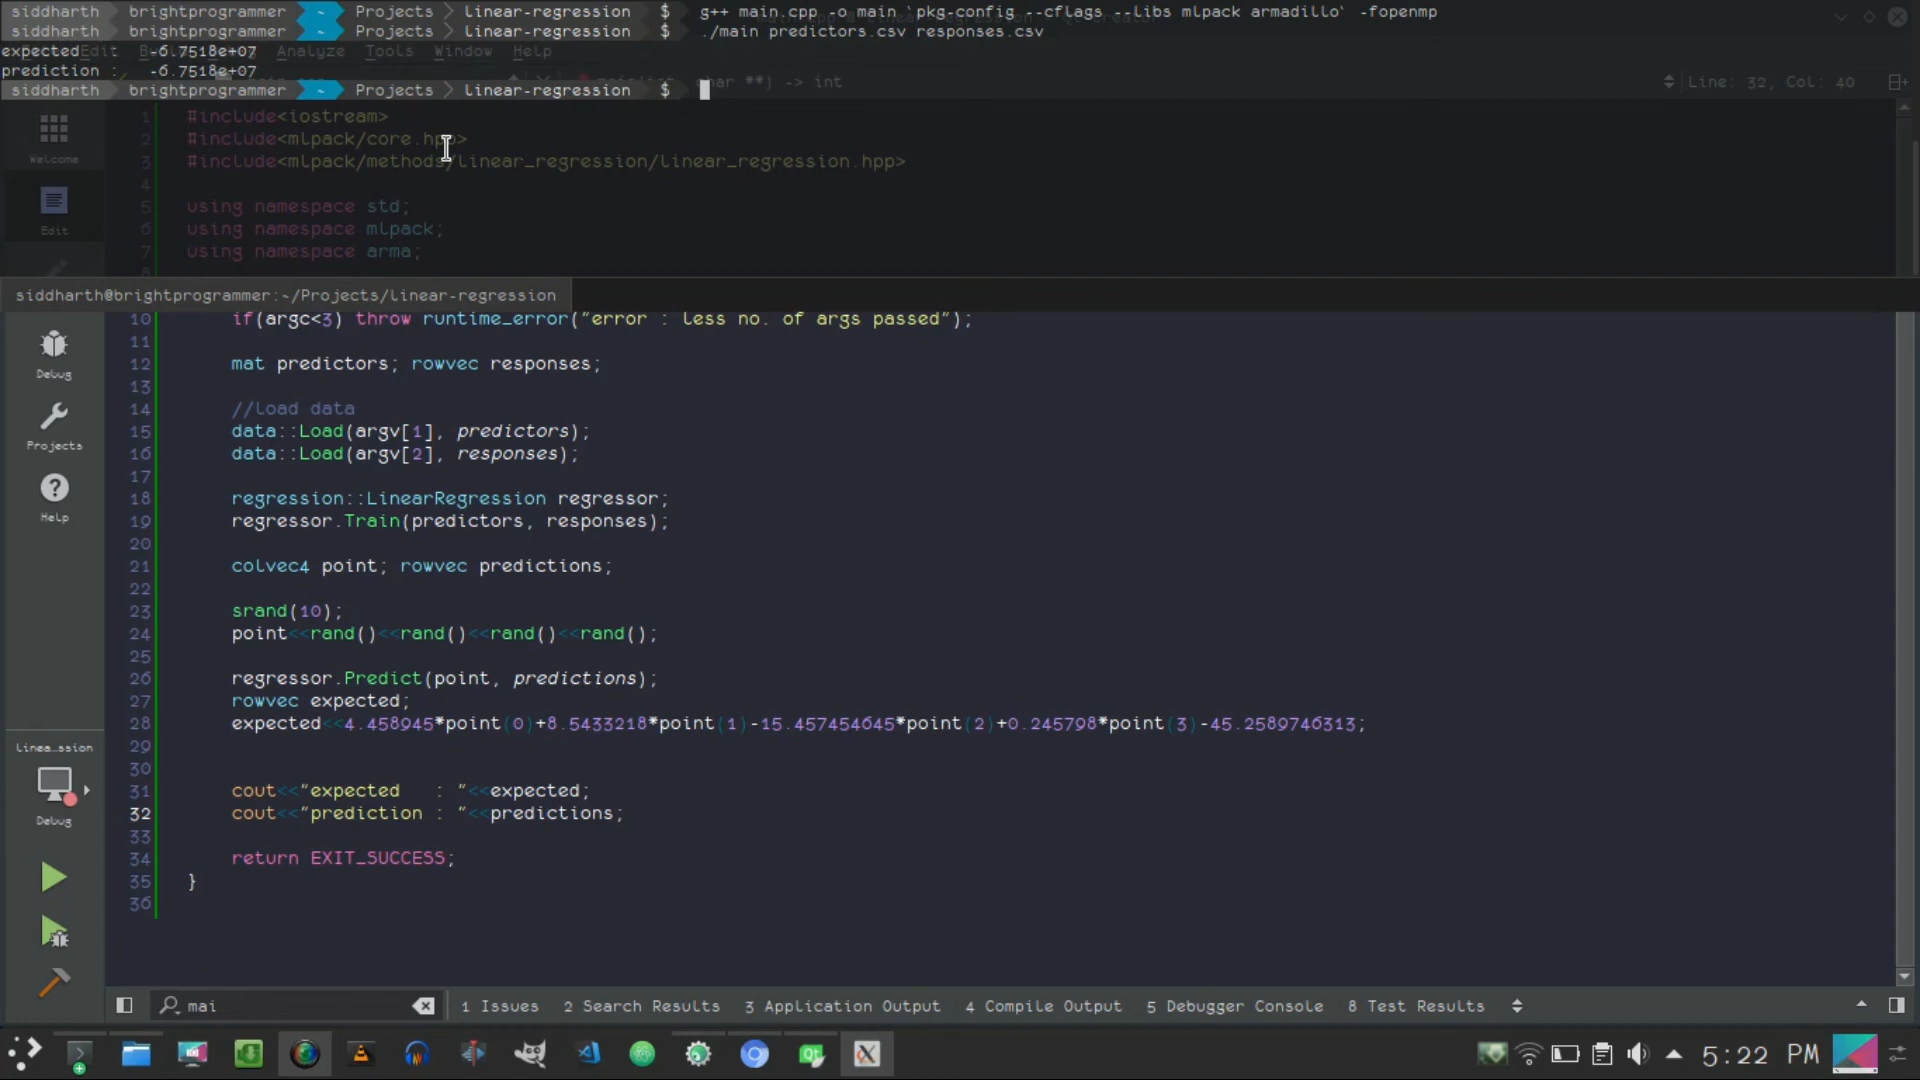 siddharth brightprogrammer ~ Projects linear-regression $ g++ main.cpp -o main `pkg-config --cflags --libs mlpack armadillo` -fopenmp
siddharth brightprogrammer ~ Projects linear-regression $ ./main predictors.csv responses.csv
expected : -6.7518e+07
Edit Analyze Tools Window Help
prediction : -6.7518e+07
siddharth brightprogrammer ~ Projects linear-regression $
char **) -> int
Line: 32, Col: 40
Welcome
Edit
1 #include<iostream>
2 #include<mlpack/core.hpp>
3 #include<mlpack/methods/linear_regression/linear_regression.hpp>
4
5 using namespace std;
6 using namespace mlpack;
7 using namespace arma;
8
siddharth@brightprogrammer:~/Projects/linear-regression
10 if(argc<3) throw runtime_error("error : less no. of args passed");
11
12 mat predictors; rowvec responses;
13
14 //load data
15 data::Load(argv[1], predictors);
16 data::Load(argv[2], responses);
17
18 regression::LinearRegression regressor;
19 regressor.Train(predictors, responses);
20
21 colvec4 point; rowvec predictions;
22
23 srand(10);
24 point<<rand()<<rand()<<rand()<<rand();
25
26 regressor.Predict(point, predictions);
27 rowvec expected;
28 expected<<4.458945*point(0)+8.5433218*point(1)-15.457454645*point(2)+0.245798*point(3)-45.2589746313;
29
30
31 cout<<"expected   : "<<expected;
32 cout<<"prediction : "<<predictions;
33
34 return EXIT_SUCCESS;
35 }
36
Debug
Projects
Help
Linea…ssion
Debug
mai
1 Issues 2 Search Results 3 Application Output 4 Compile Output 5 Debugger Console 8 Test Results
5:22 PM